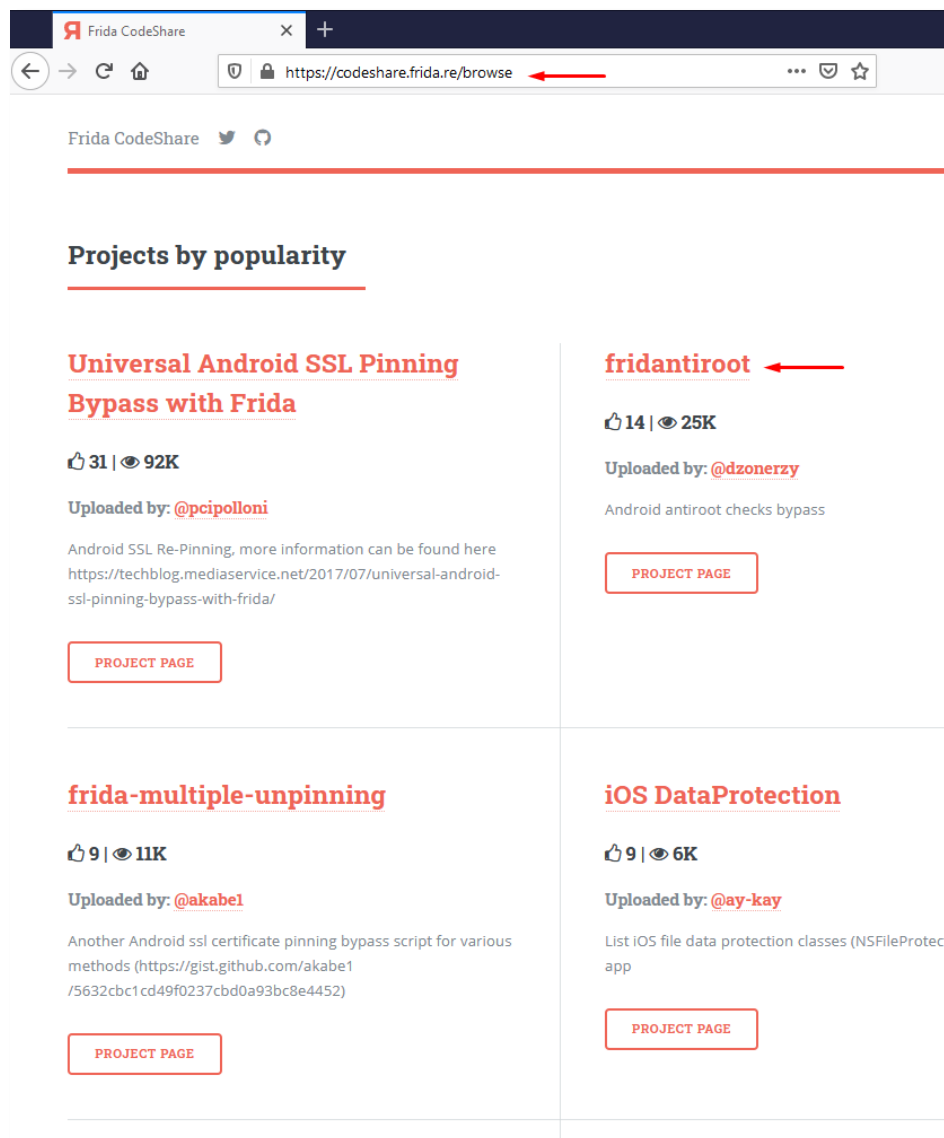 Frida CodeShare
https://codeshare.frida.re/browse
Frida CodeShare
Projects by popularity
Universal Android SSL Pinning
Bypass with Frida
31 | 92K
Uploaded by: @pcipolloni
Android SSL Re-Pinning, more information can be found here
https://techblog.mediaservice.net/2017/07/universal-android-
ssl-pinning-bypass-with-frida/
PROJECT PAGE
fridantiroot
14 | 25K
Uploaded by: @dzonerzy
Android antiroot checks bypass
PROJECT PAGE
frida-multiple-unpinning
9 | 11K
Uploaded by: @akabe1
Another Android ssl certificate pinning bypass script for various
methods (https://gist.github.com/akabe1
/5632cbc1cd49f0237cbd0a93bc8e4452)
PROJECT PAGE
iOS DataProtection
9 | 6K
Uploaded by: @ay-kay
List iOS file data protection classes (NSFileProtec
app
PROJECT PAGE